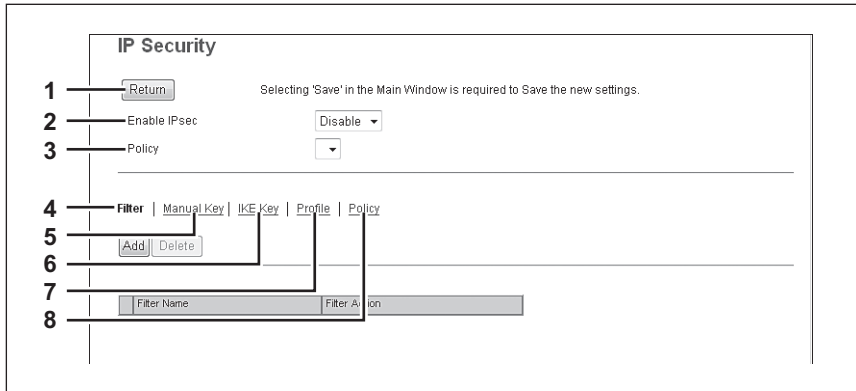 IP Security
1 Return Selecting 'Save' in the Main Window is required to Save the new settings.
2 Enable IPsec Disable
3 Policy
4 Filter | Manual Key | IKE Key | Profile | Policy
5
Add Delete
6
7
Filter Name Filter Action
8